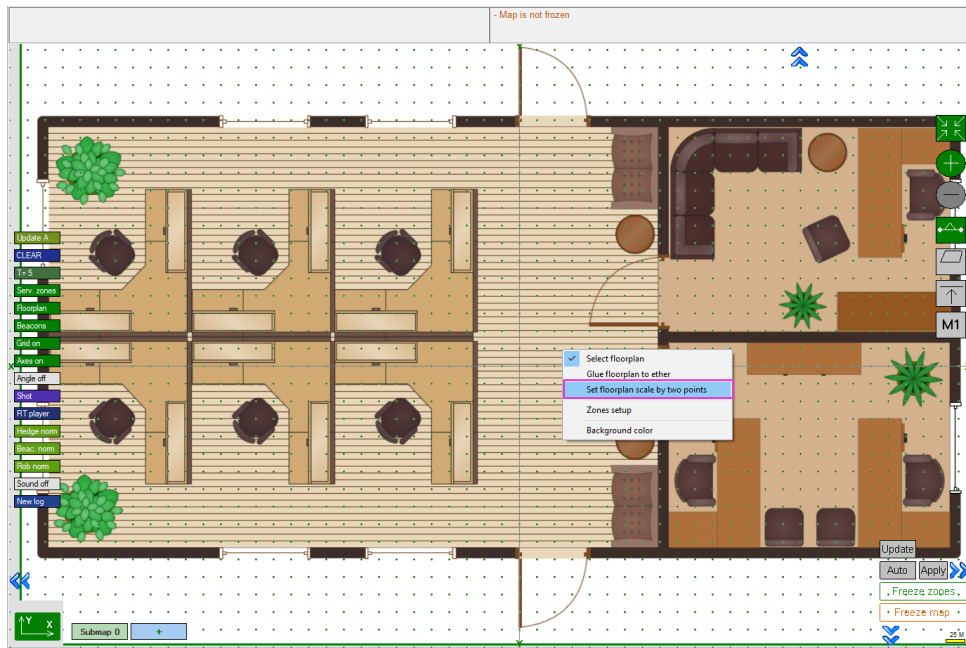 - Map is not frozen
Update A
CLEAR
T= 5
Serv. zones
Floorplan
Beacons
Grid on
Axes on
Angle off
Shot
RT player
Hedge norm
Beac. norm
Rob norm
Sound off
New log
M1
Select floorplan
Glue floorplan to ether
Set floorplan scale by two points
Zones setup
Background color
Update
Auto
Apply
Freeze zones
Freeze map
Y
X
Submap 0
+
25 M
Y
X
Y